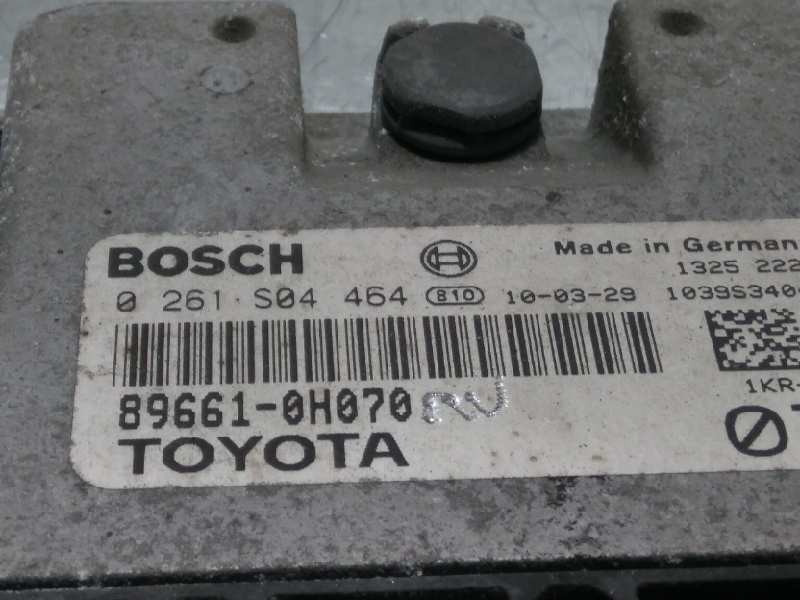 BOSCH Made in German
1325 222
0 261 S04 464 810 10-03-29 1039S340
89661-0H070 RU
1KR-
TOYOTA